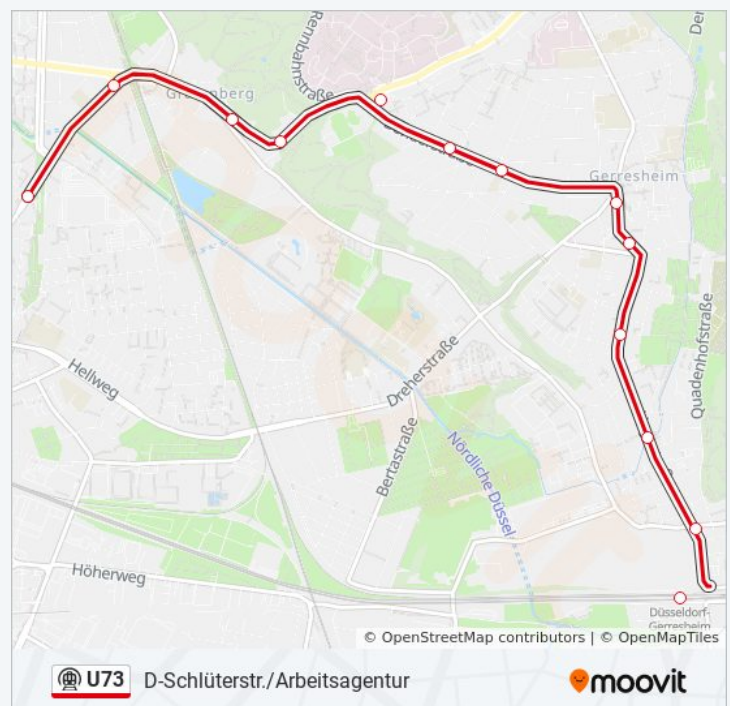 Rennbahnstraße
Grafenberg
Gerresheim
Hellweg
Dreherstraße
Quadenhofstraße
Bertastraße
Nördliche Düssel
Höherweg
Düsseldorf-
Gerresheim
© OpenStreetMap contributors | © OpenMapTiles
U73 D-Schlüterstr./Arbeitsagentur moovit